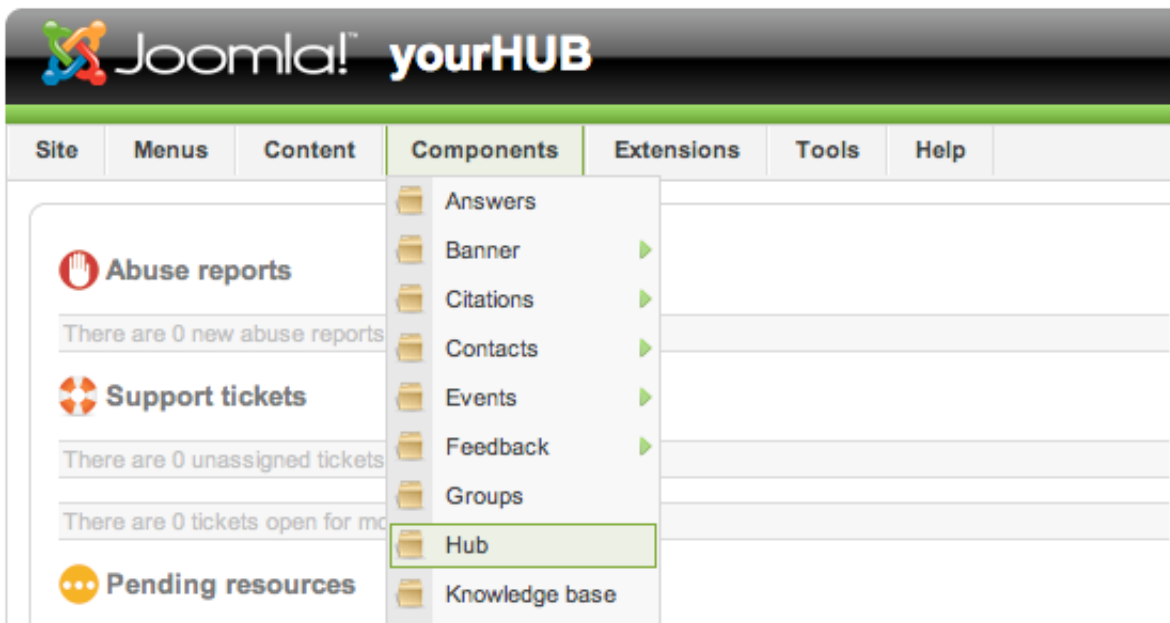 Joomla!™ yourHUB
Site Menus Content Components Extensions Tools Help
Answers
Banner
Citations
Contacts
Events
Feedback
Groups
Hub
Knowledge base
Abuse reports
There are 0 new abuse reports
Support tickets
There are 0 unassigned tickets
There are 0 tickets open for
Pending resources